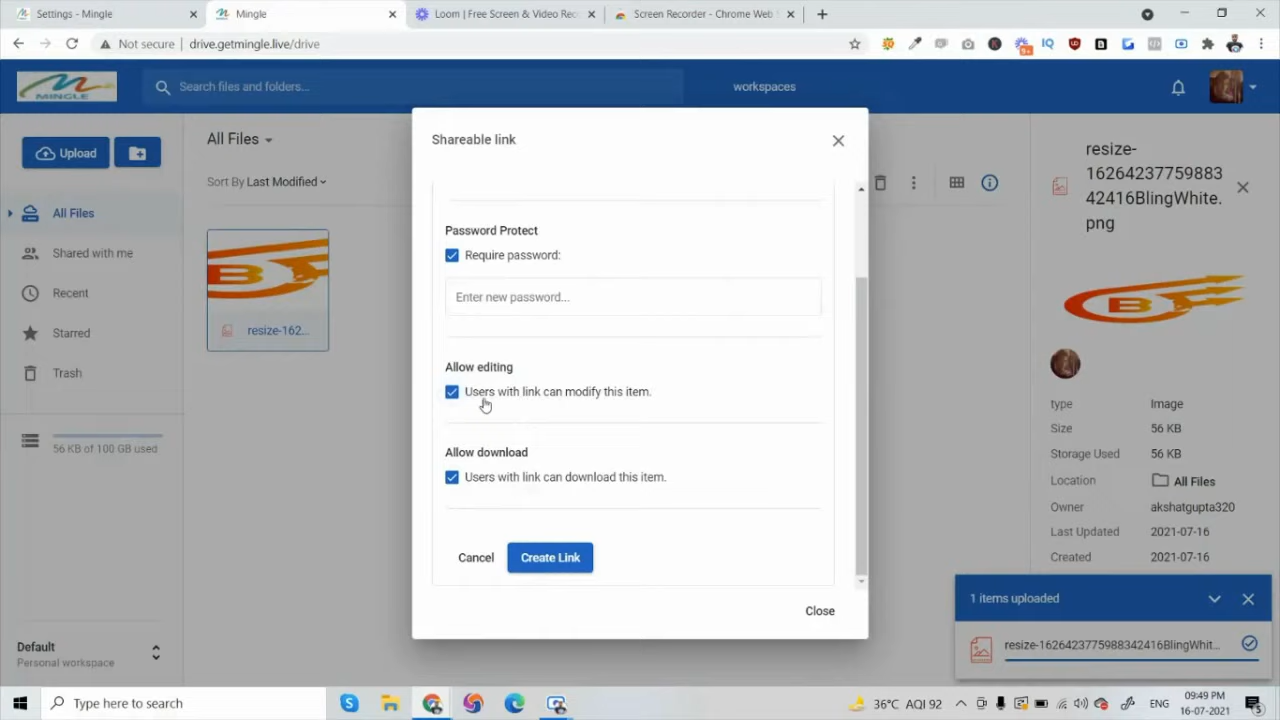 Settings - Mingle
Mingle
Loom | Free Screen & Video Rec
Screen Recorder - Chrome Web
Not secure
drive.getmingle.live/drive
IQ
9+
MINGLE
Search files and folders...
workspaces
Upload
All Files
Shared with me
Recent
Starred
Trash
56 KB of 100 GB used
Default
Personal workspace
All Files
Sort By Last Modified
B
resize-162...
Shareable link
Password Protect
Require password:
Enter new password...
Allow editing
Users with link can modify this item.
Allow download
Users with link can download this item.
Cancel
Create Link
Close
resize-
16264237759883
42416BlingWhite.
png
B
type Image
Size 56 KB
Storage Used 56 KB
Location All Files
Owner akshatgupta320
Last Updated 2021-07-16
Created 2021-07-16
1 items uploaded
resize-1626423775988342416BlingWhit...
Type here to search
36°C AQI 92
ENG
09:49 PM
16-07-2021
5